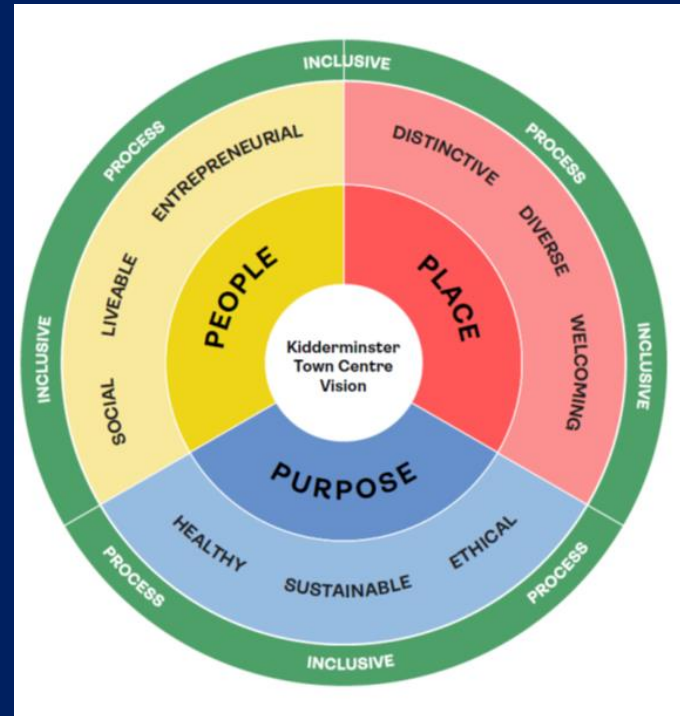 INCLUSIVE
PROCESS
PROCESS
ENTREPRENEURIAL
DISTINCTIVE
DIVERSE
LIVEABLE
PEOPLE
PLACE
WELCOMING
INCLUSIVE
INCLUSIVE
Kidderminster
Town Centre
Vision
SOCIAL
PURPOSE
HEALTHY
SUSTAINABLE
ETHICAL
PROCESS
PROCESS
INCLUSIVE